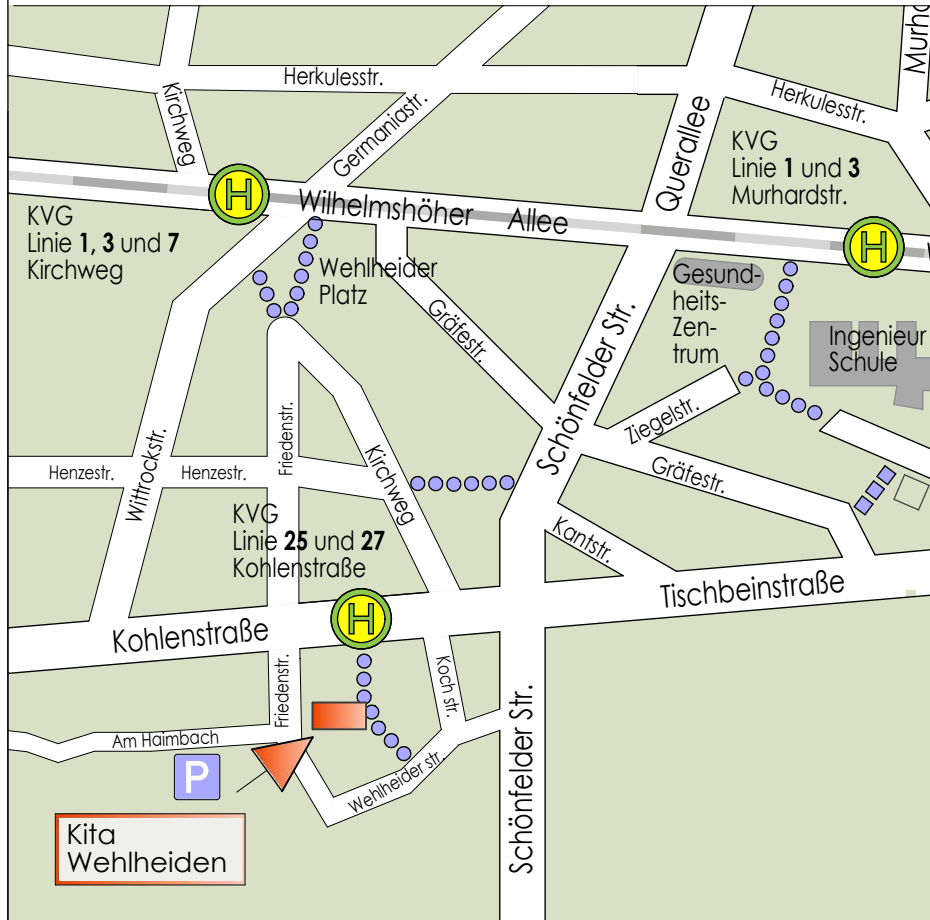 Murha
Herkulesstr.
Herkulesstr.
Kirchweg
Germaniastr.
Querallee
KVG
Linie 1 und 3
Murhardstr.
H
Wilhelmshöher Allee
H
KVG
Linie 1, 3 und 7
Kirchweg
Wehlheider
Platz
Gesund-
heits-
Zen-
trum
Ingenieur
Schule
Gräfestr.
Schönfelder Str.
Ziegelstr.
Gräfestr.
Wittrockstr.
Henzestr.
Henzestr.
Friedenstr.
Kirchweg
KVG
Linie 25 und 27
Kohlenstraße
Kantstr.
Tischbeinstraße
H
Kohlenstraße
Friedenstr.
Koch str.
Schönfelder Str.
Am Haimbach
P
Wehlheider str.
Kita
Wehlheiden